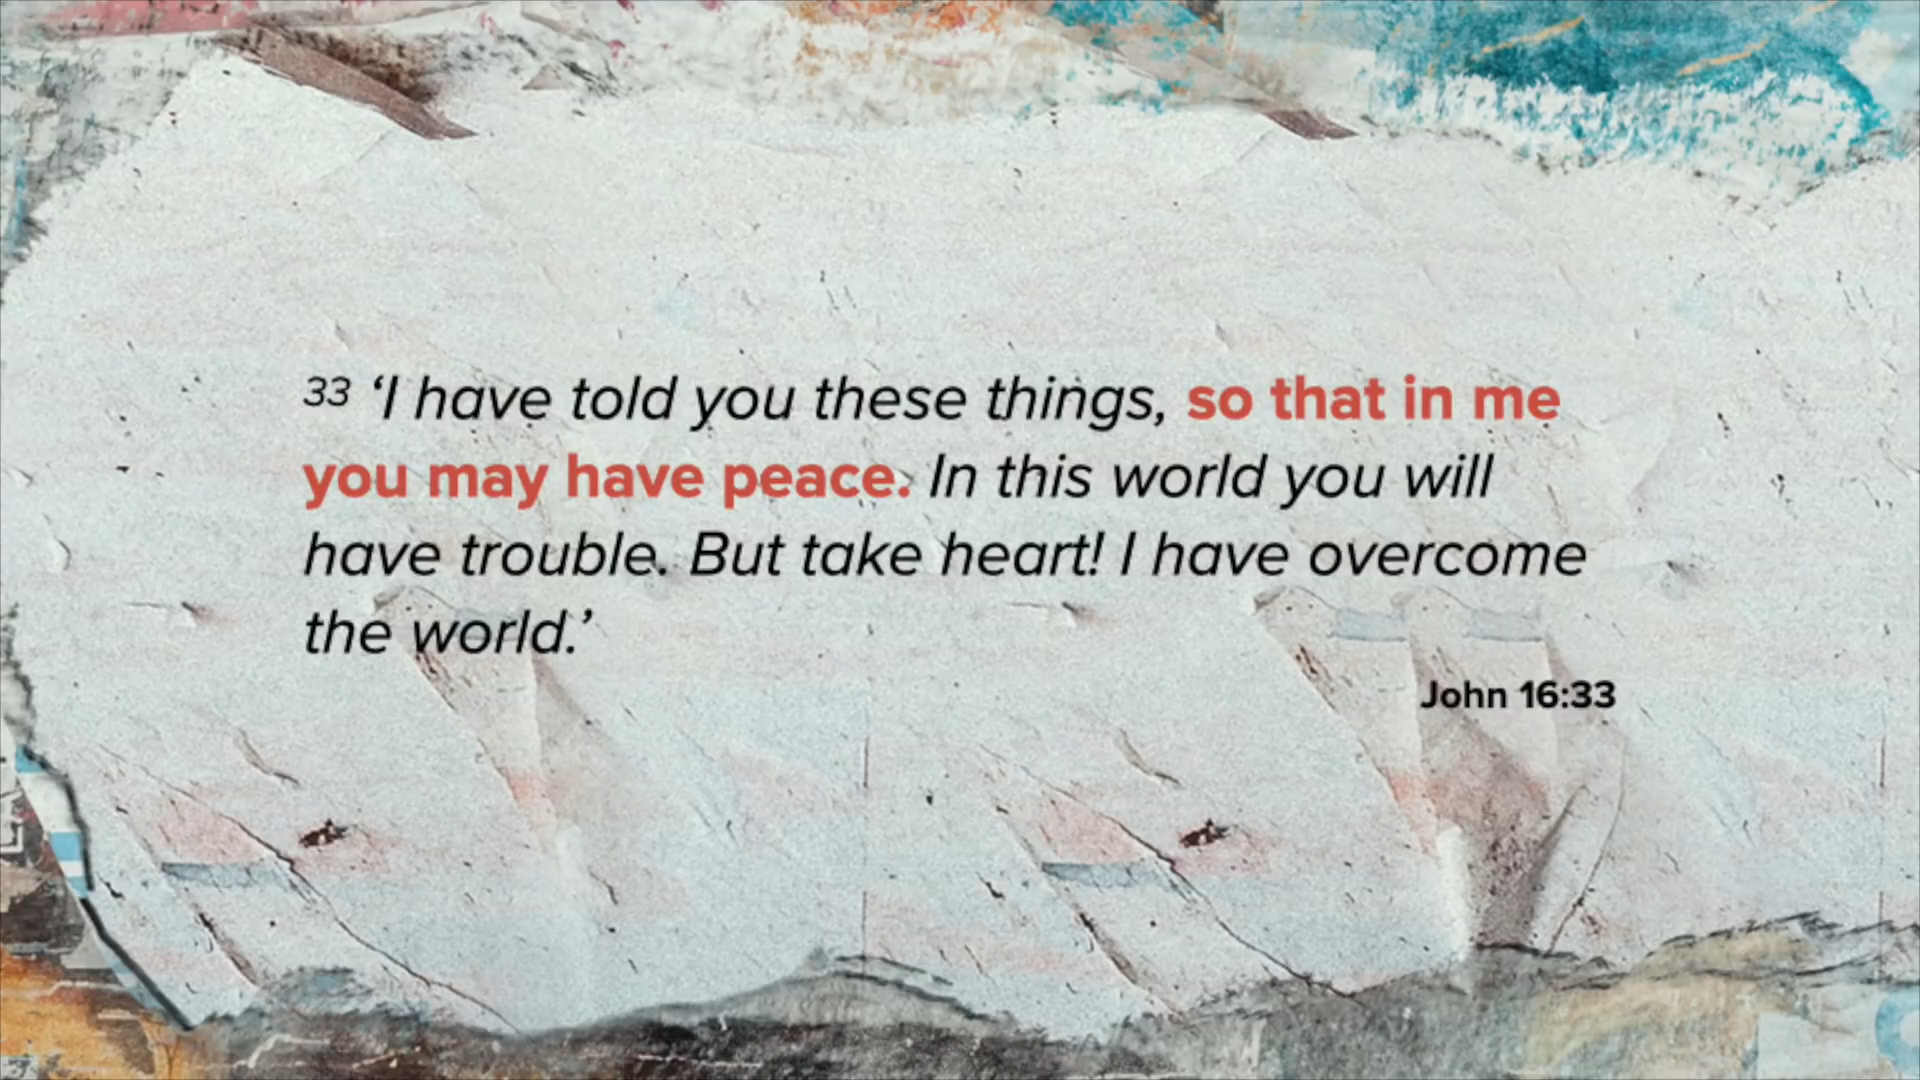 33 ‘I have told you these things, so that in me
you may have peace. In this world you will
have trouble. But take heart! I have overcome
the world.’
John 16:33